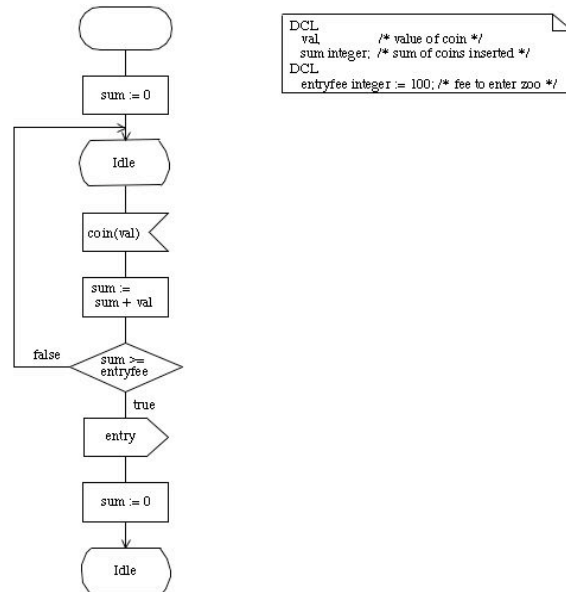 DCL
val, /* value of coin */
sum integer; /* sum of coins inserted */
DCL
entryfee integer := 100; /* fee to enter zoo */
sum := 0
Idle
coin(val)
sum :=
sum + val
false
sum >=
entryfee
true
entry
sum := 0
Idle